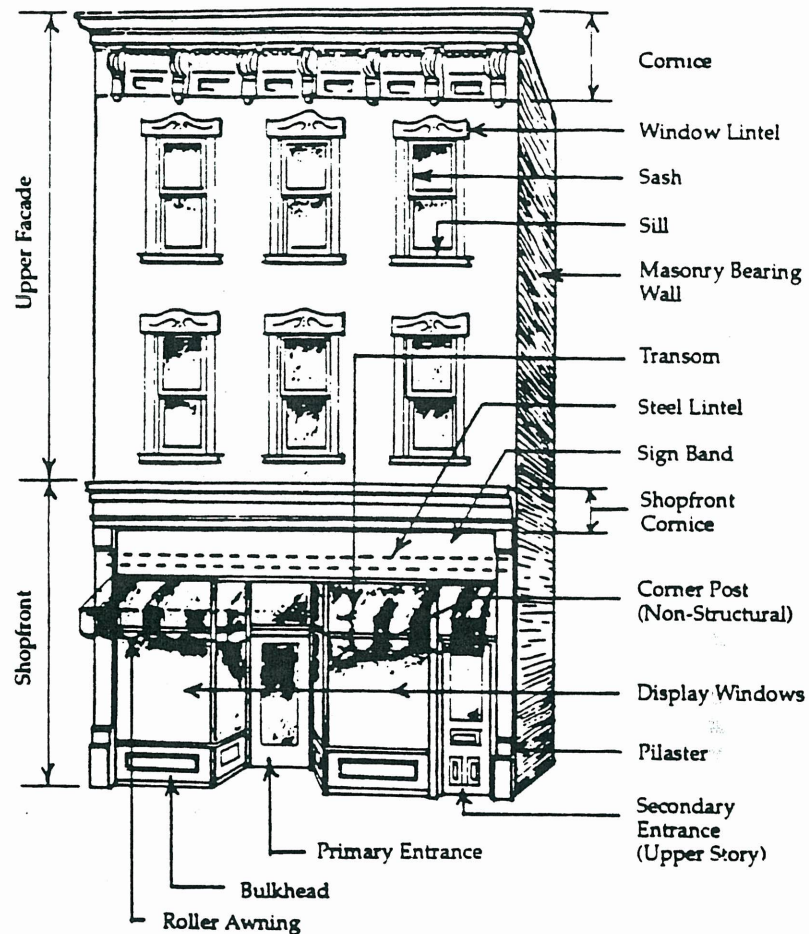 Cornice
Window Lintel
Sash
Sill
Masonry Bearing
Wall
Transom
Steel Lintel
Sign Band
Shopfront
Cornice
Corner Post
(Non-Structural)
Display Windows
Pilaster
Secondary
Entrance
(Upper Story)
Primary Entrance
Bulkhead
Roller Awning
Upper Facade
Shopfront